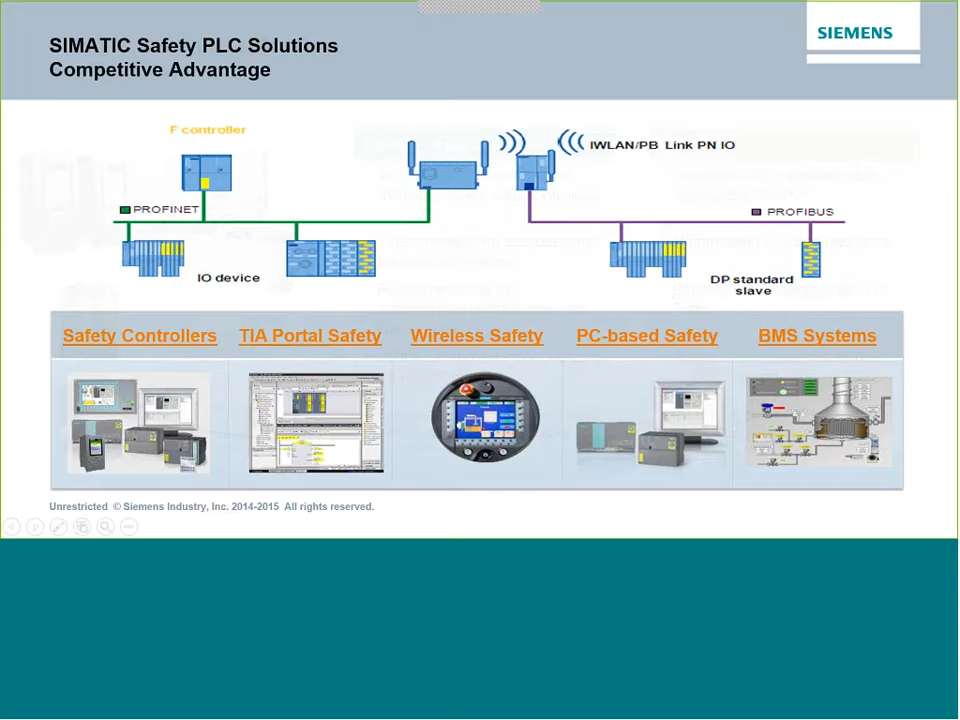 SIMATIC Safety PLC Solutions
Competitive Advantage
SIEMENS
F controller
IWLAN/PB Link PN IO
PROFINET
PROFIBUS
IO device
DP standard
slave
Safety Controllers TIA Portal Safety Wireless Safety PC-based Safety BMS Systems
Unrestricted © Siemens Industry, Inc. 2014-2015 All rights reserved.